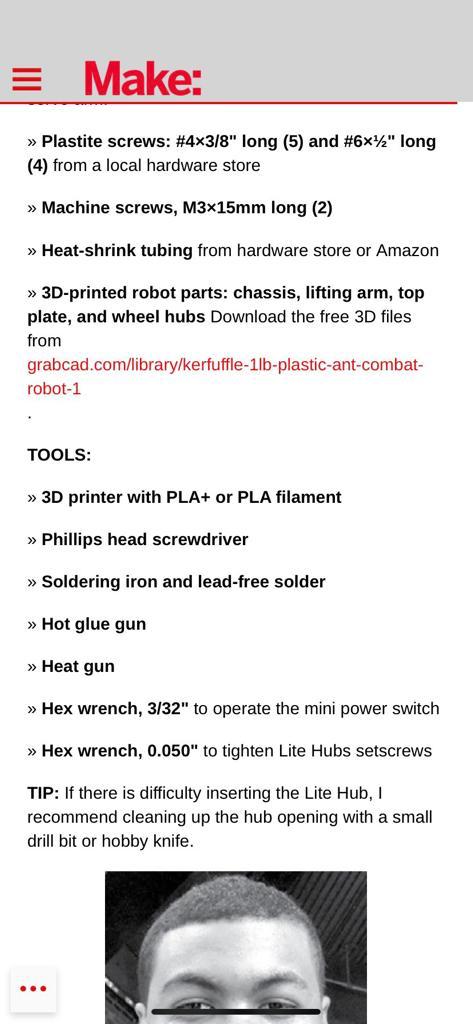 Make:
» Plastite screws: #4×3/8" long (5) and #6×½" long
(4) from a local hardware store
» Machine screws, M3×15mm long (2)
» Heat-shrink tubing from hardware store or Amazon
» 3D-printed robot parts: chassis, lifting arm, top
plate, and wheel hubs Download the free 3D files
from
grabcad.com/library/kerfuffle-1lb-plastic-ant-combat-
robot-1
.
TOOLS:
» 3D printer with PLA+ or PLA filament
» Phillips head screwdriver
» Soldering iron and lead-free solder
» Hot glue gun
» Heat gun
» Hex wrench, 3/32" to operate the mini power switch
» Hex wrench, 0.050" to tighten Lite Hubs setscrews
TIP: If there is difficulty inserting the Lite Hub, I
recommend cleaning up the hub opening with a small
drill bit or hobby knife.